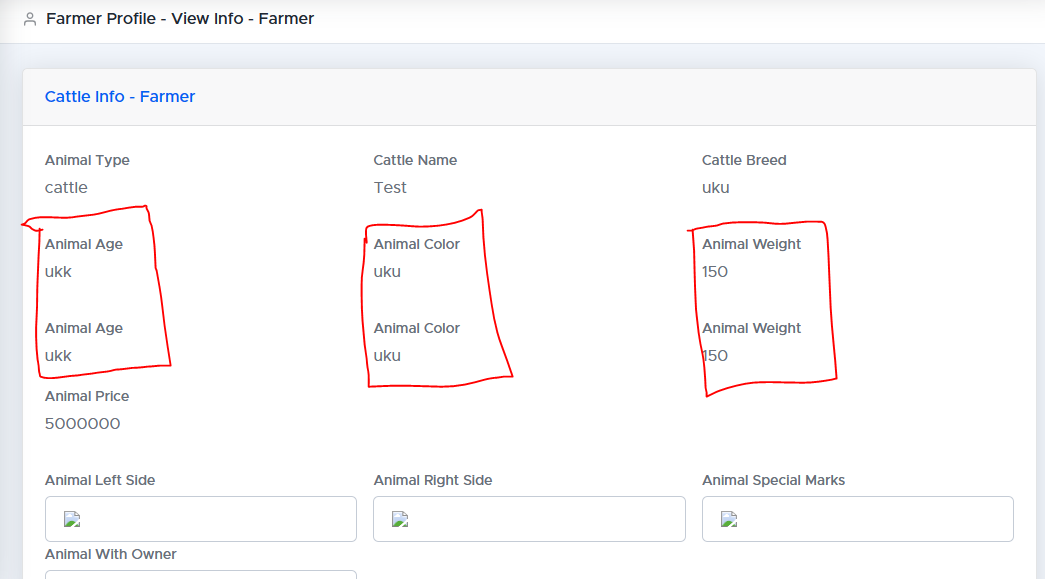 Farmer Profile - View Info - Farmer
Cattle Info - Farmer
Animal Type Cattle Name Cattle Breed
cattle Test uku
Animal Age Animal Color Animal Weight
ukk uku 150
Animal Age Animal Color Animal Weight
ukk uku 150
Animal Price
5000000
Animal Left Side Animal Right Side Animal Special Marks
Animal With Owner